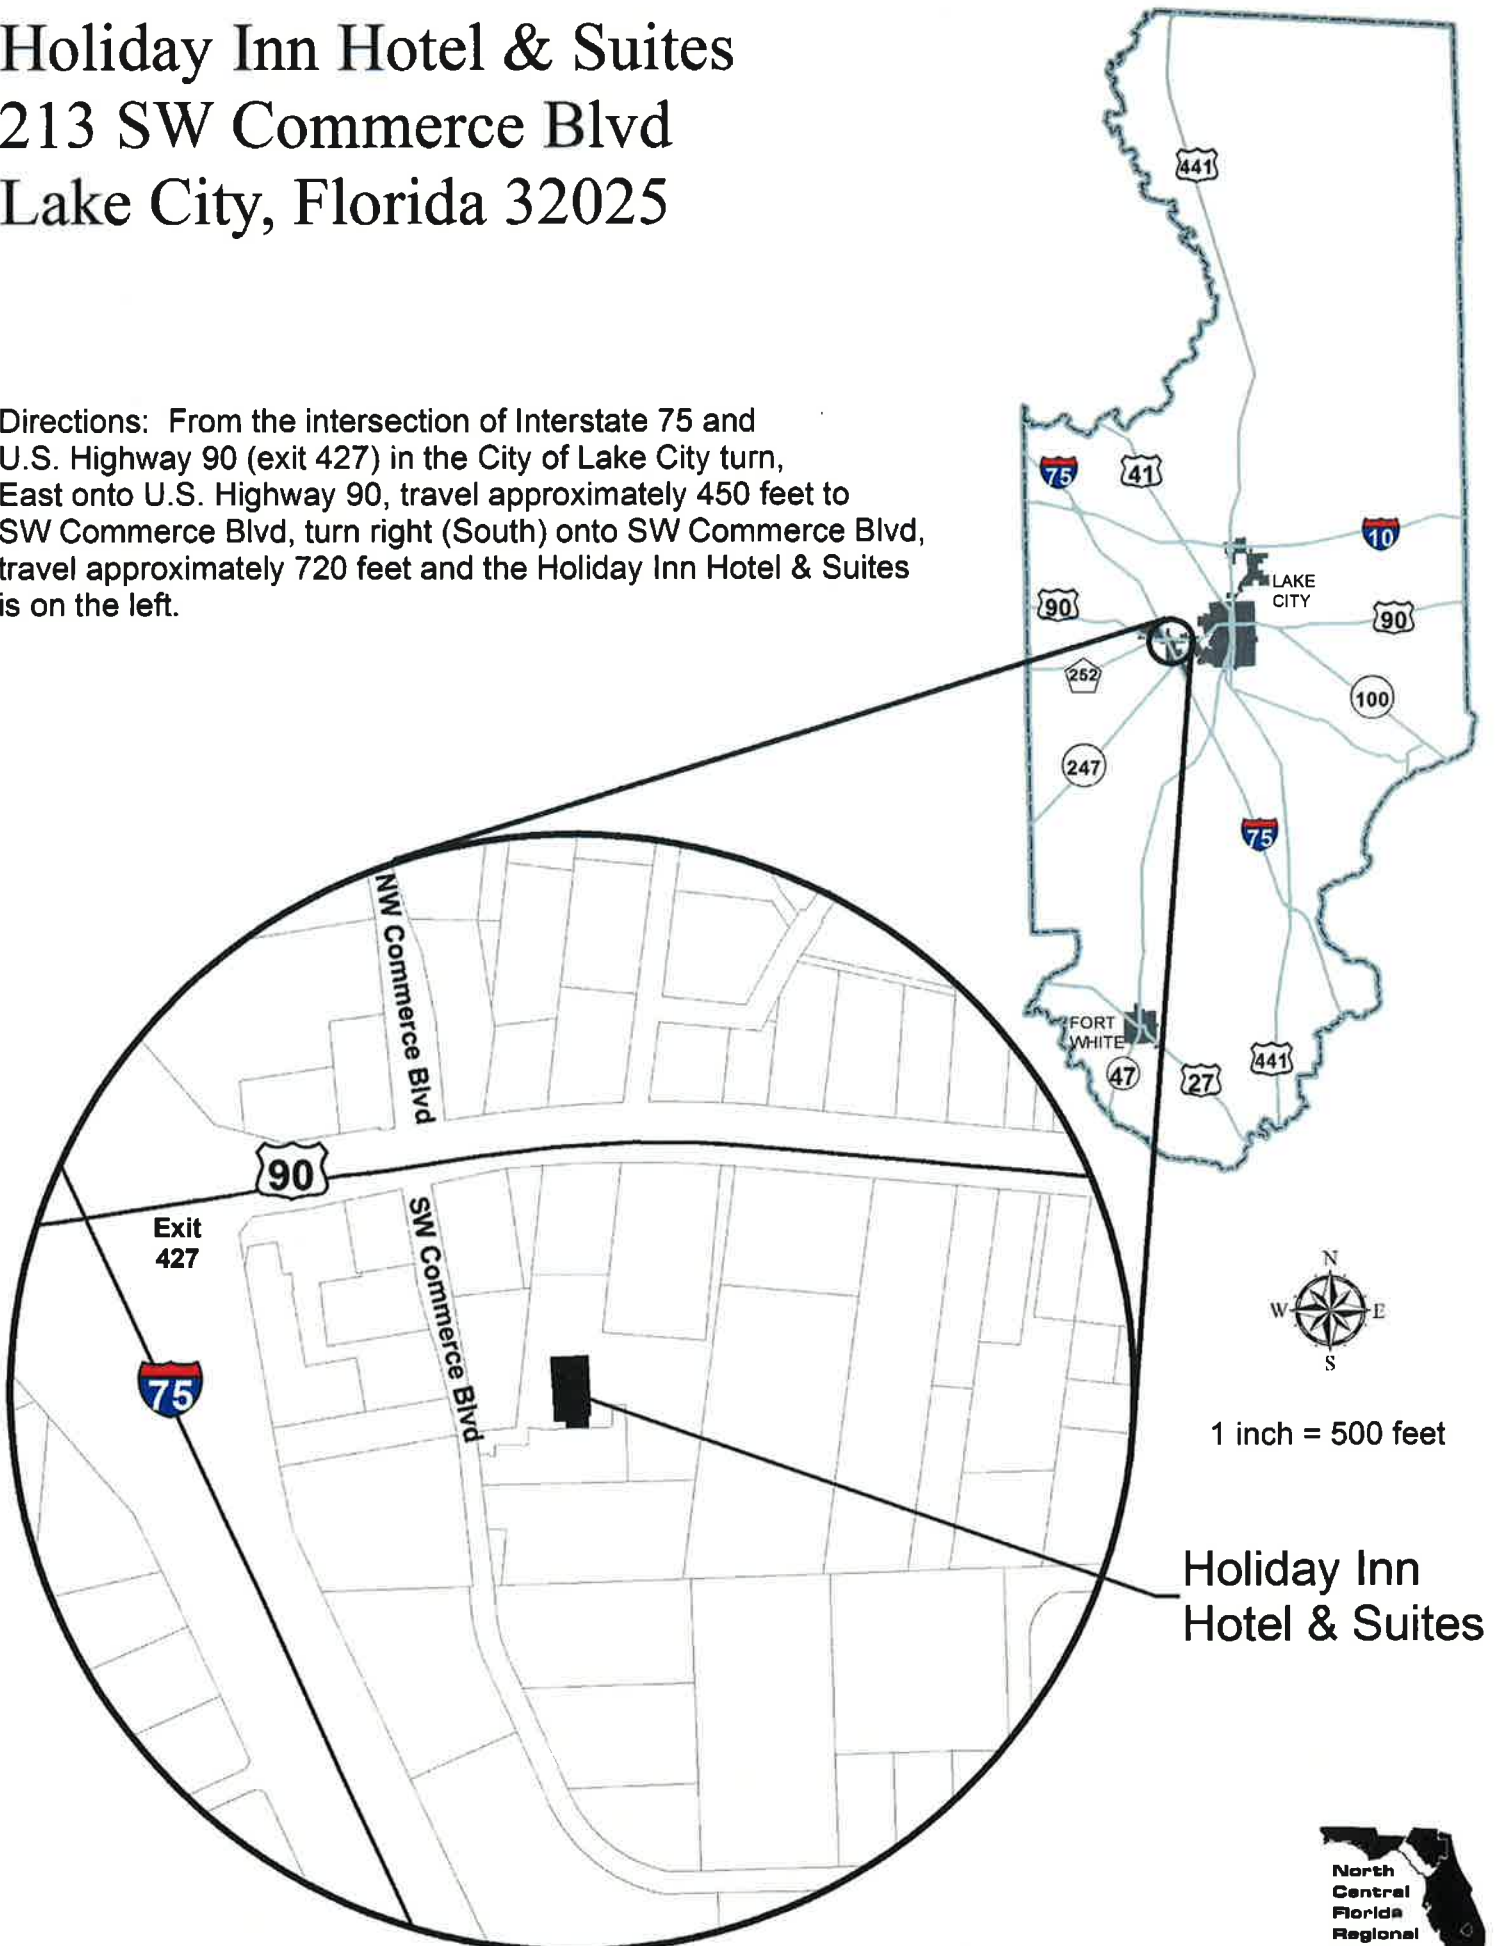 Holiday Inn Hotel & Suites
213 SW Commerce Blvd
Lake City, Florida 32025
Directions:  From the intersection of Interstate 75 and
U.S. Highway 90 (exit 427) in the City of Lake City turn,
East onto U.S. Highway 90, travel approximately 450 feet to
SW Commerce Blvd, turn right (South) onto SW Commerce Blvd,
travel approximately 720 feet and the Holiday Inn Hotel & Suites
is on the left.
441
75
41
10
LAKE
CITY
90
90
252
100
247
75
FORT
WHITE
47
27
441
NW Commerce Blvd
90
Exit
427
SW Commerce Blvd
75
N
W
E
S
1 inch = 500 feet
Holiday Inn
Hotel & Suites
North
Central
Florida
Regional